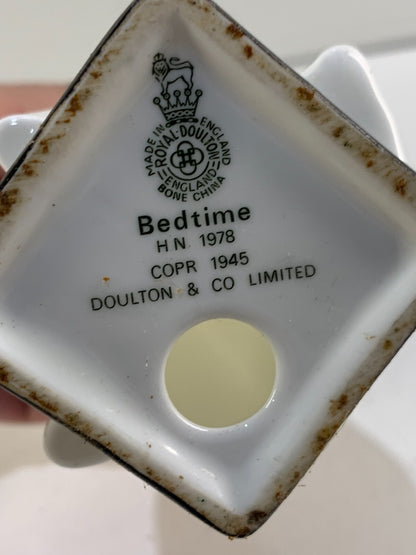 MADE IN ENGLAND
ROYAL·DOULTON
ENGLAND
BONE CHINA
Bedtime
H N. 1978
COPR 1945
DOULTON & CO LIMITED